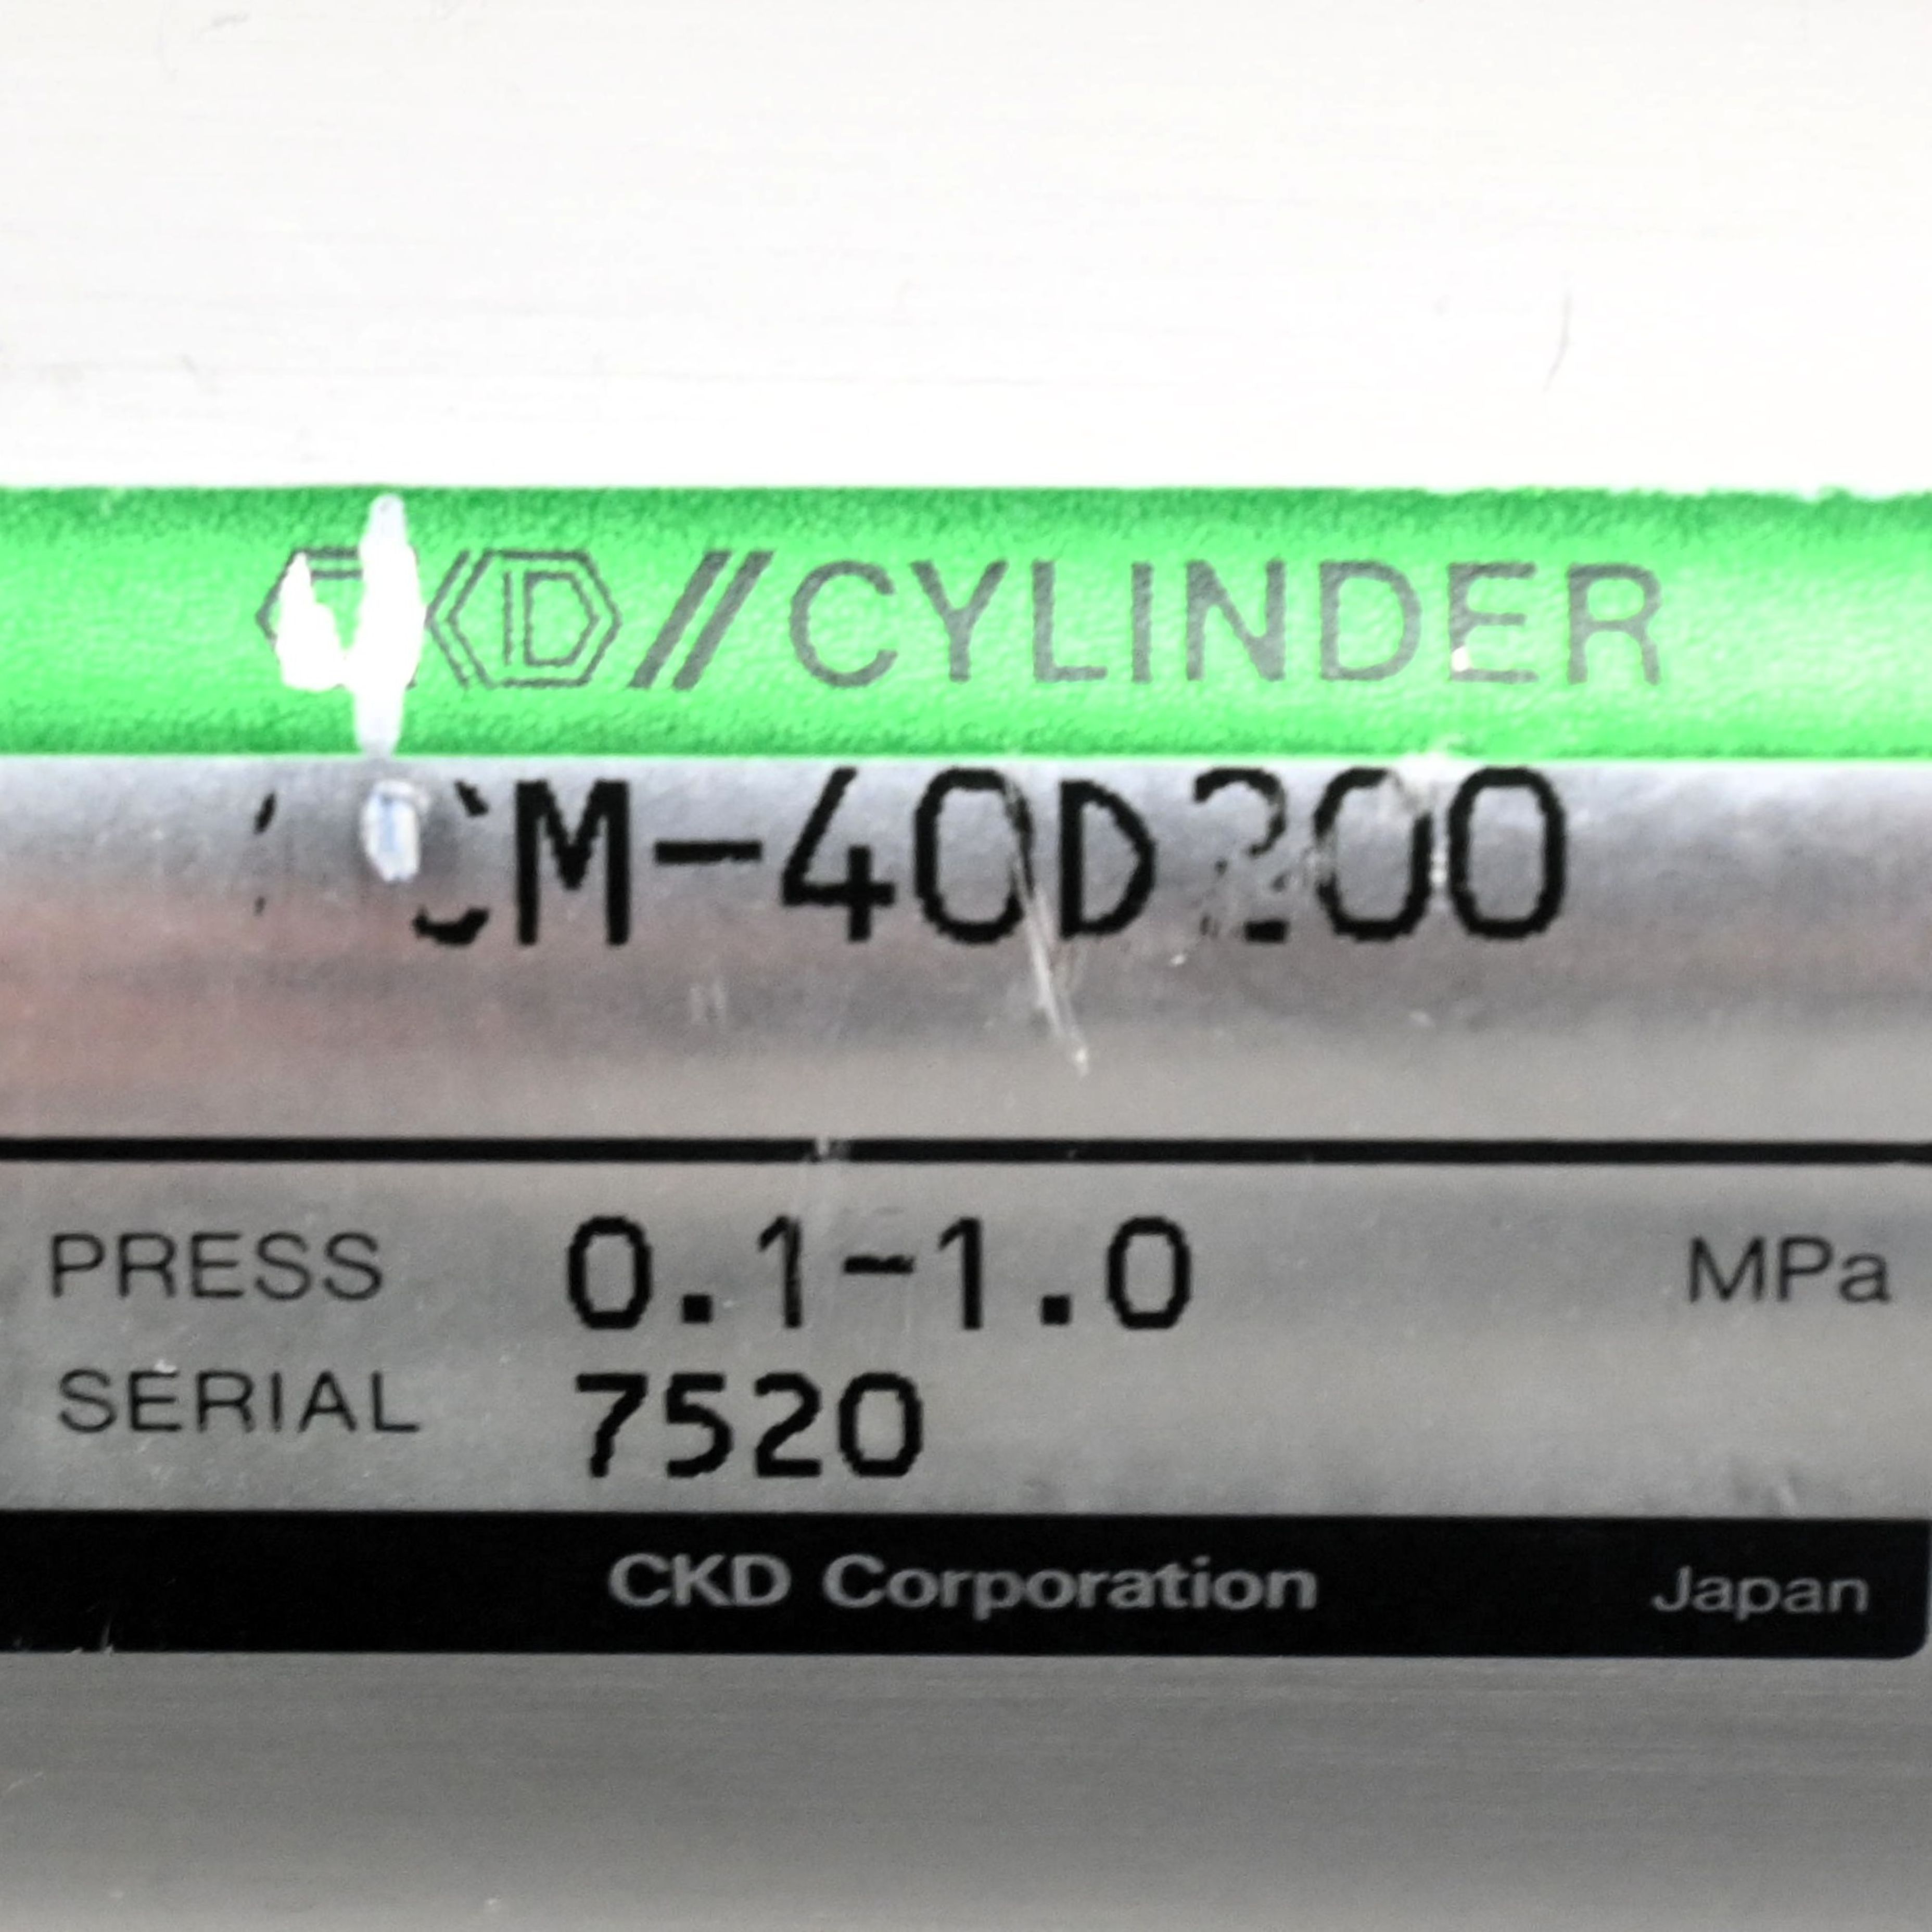 CKD//CYLINDER
CM-40D200
PRESS 0.1-1.0 MPa
SERIAL 7520
CKD Corporation Japan